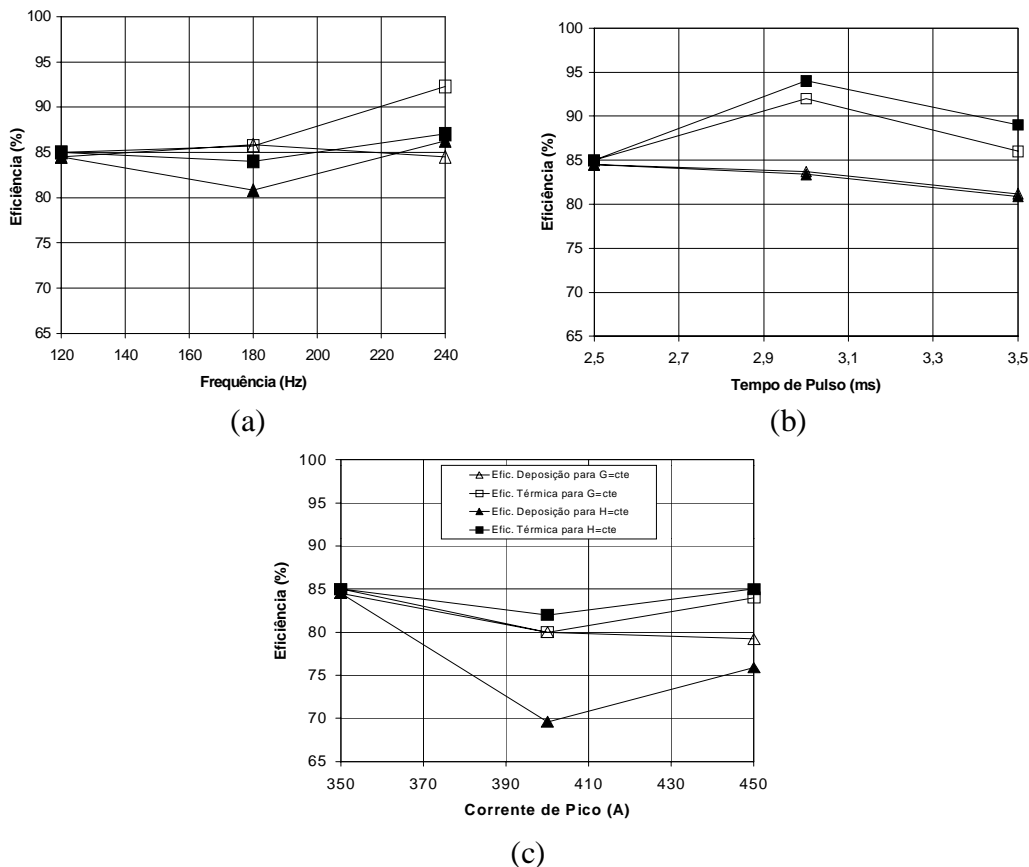 100
95
90
85
80
75
70
65
Eficiência (%)
120 140 160 180 200 220 240
Frequência (Hz)
(a)
100
95
90
85
80
75
70
65
Eficiência (%)
2,5 2,7 2,9 3,1 3,3 3,5
Tempo de Pulso (ms)
(b)
100
95
90
85
80
75
70
65
Eficiência (%)
Efic. Deposição para G=cte
Efic. Térmica para G=cte
Efic. Deposição para H=cte
Efic. Térmica para H=cte
350 370 390 410 430 450
Corrente de Pico (A)
(c)